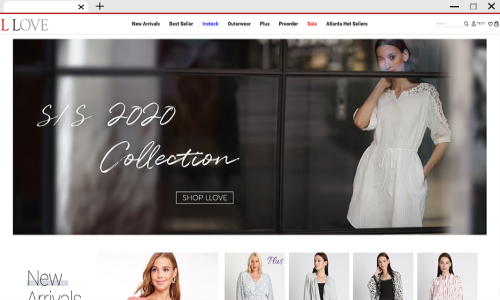 L LOVE
New Arrivals Best Seller Instock Outerwear Plus Preorder Sale Atlanta Hot Sellers
S/S 2020
Collection
SHOP LLOVE
Plus
New
Arrivals